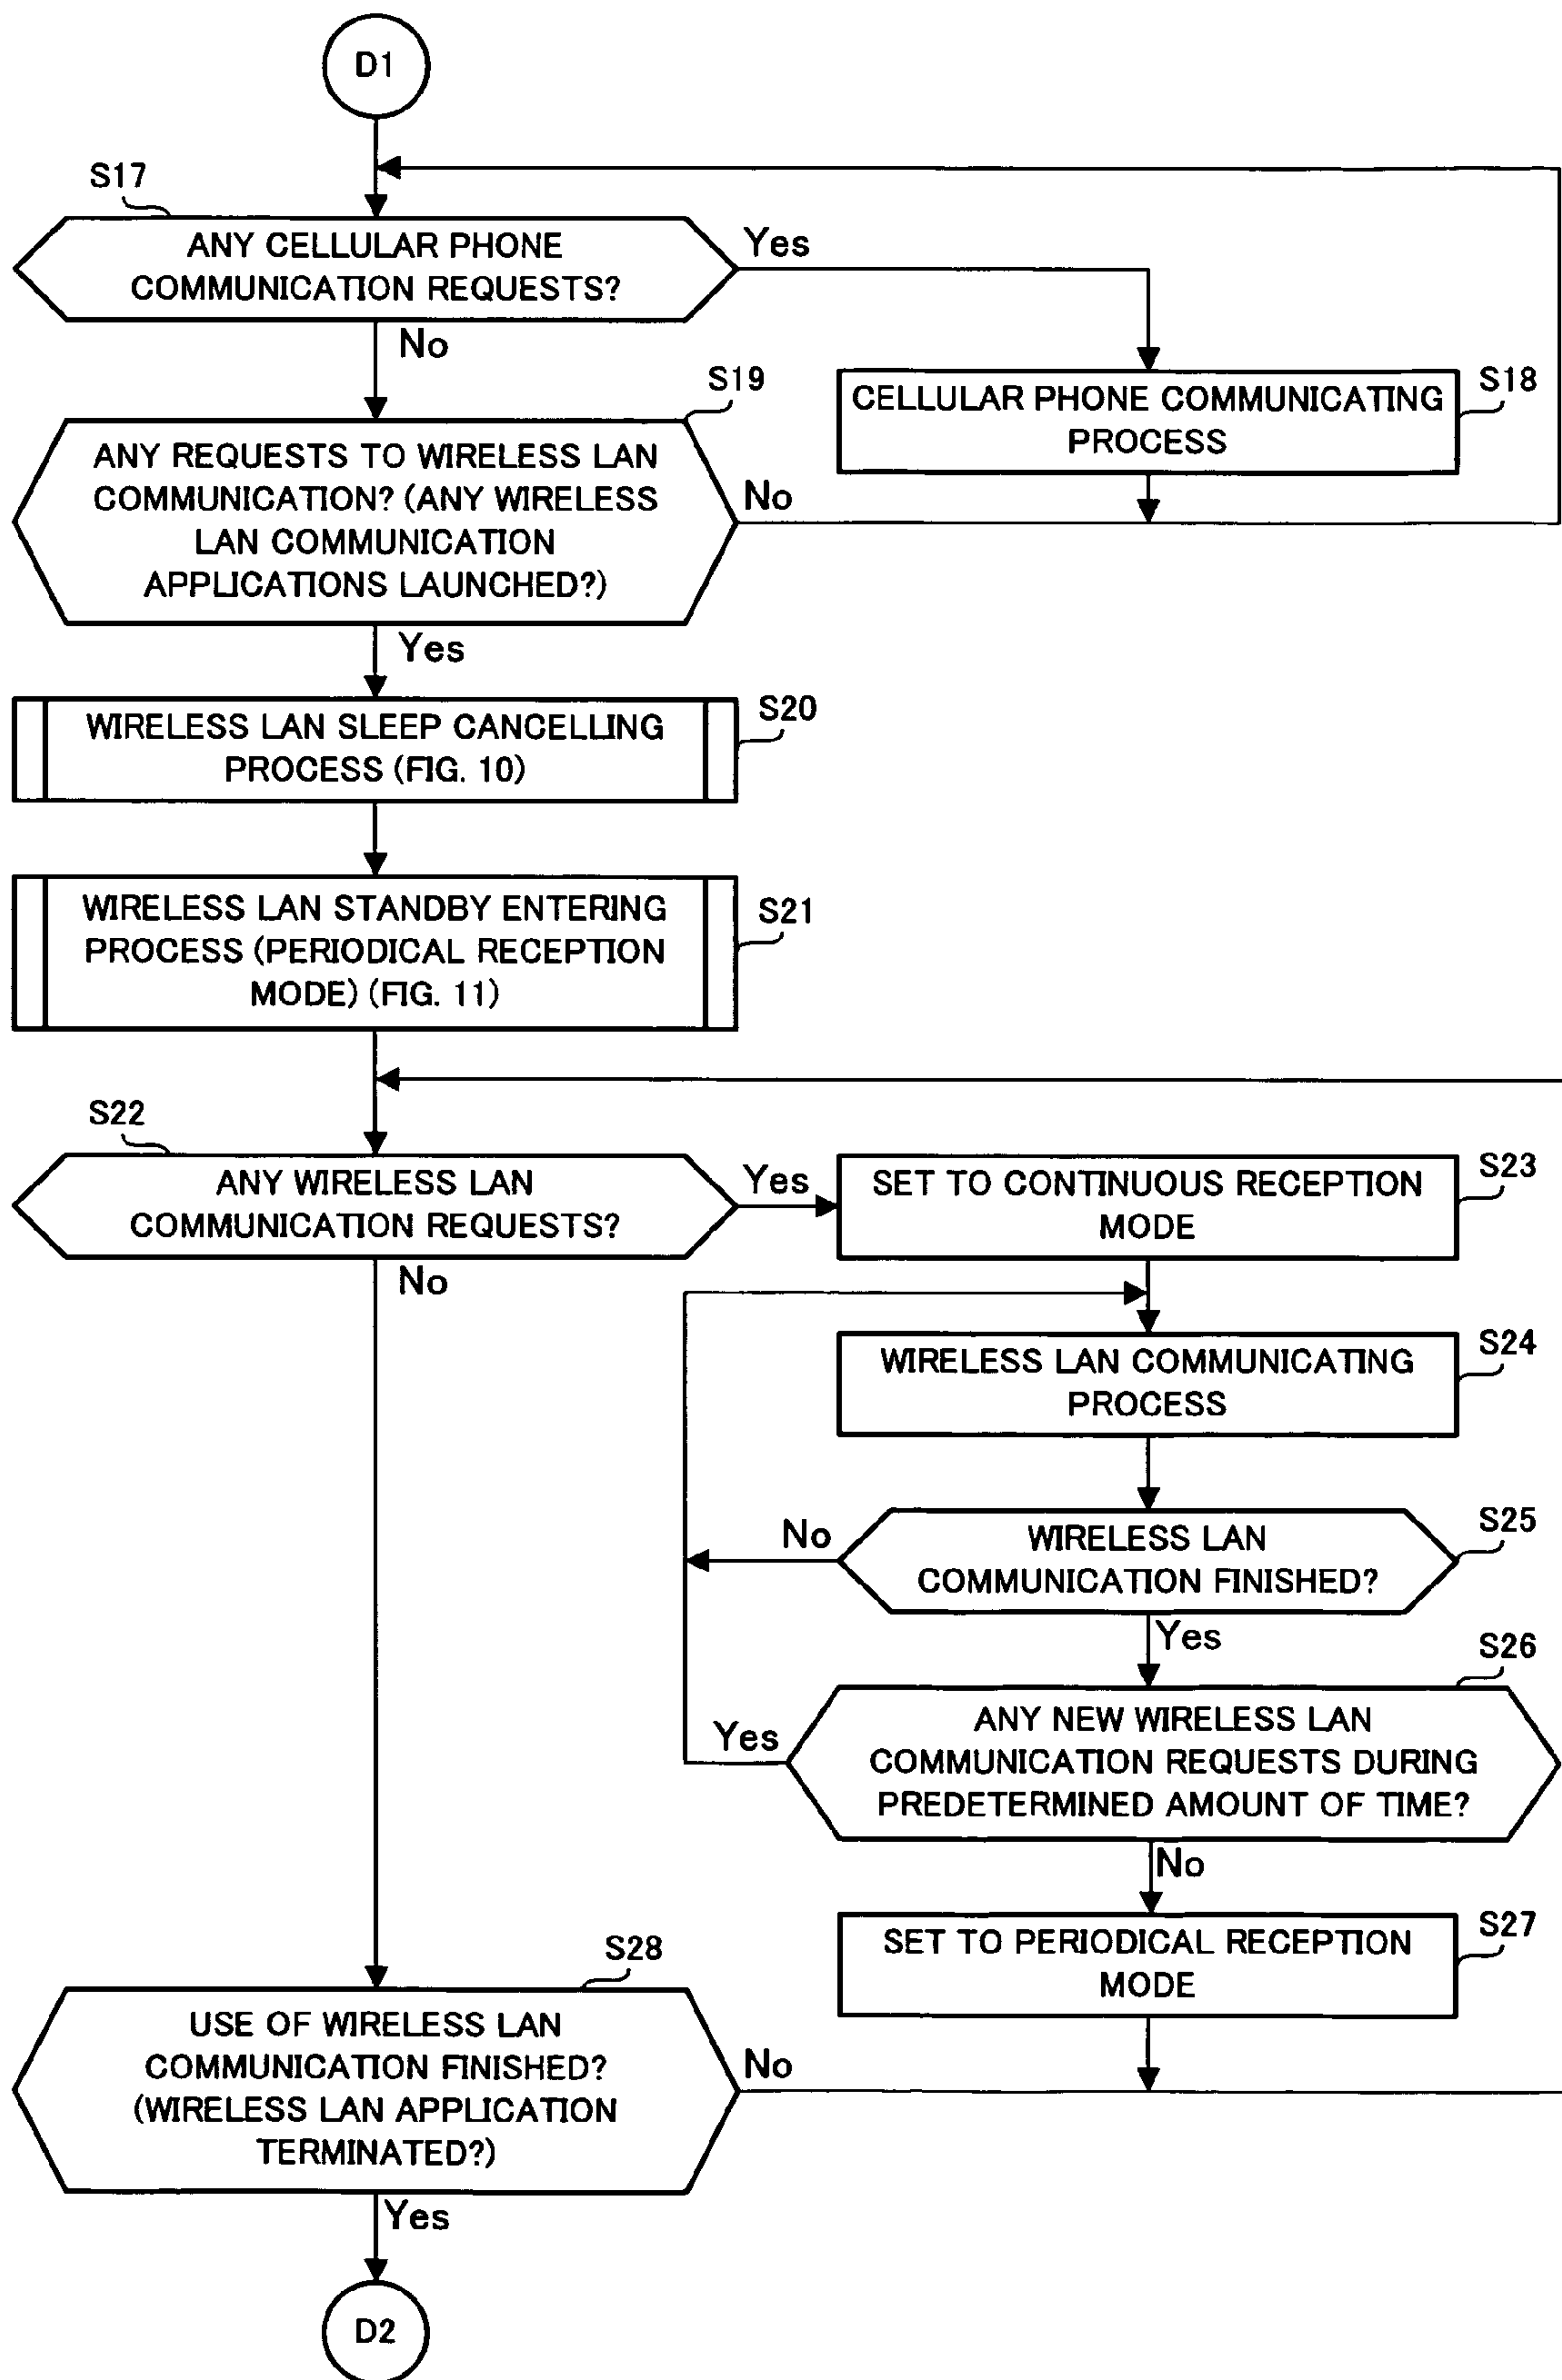 D1
S17
ANY CELLULAR PHONE
COMMUNICATION REQUESTS?
Yes
No
S18
CELLULAR PHONE COMMUNICATING
PROCESS
S19
ANY REQUESTS TO WIRELESS LAN
COMMUNICATION? (ANY WIRELESS
LAN COMMUNICATION
APPLICATIONS LAUNCHED?)
No
Yes
S20
WIRELESS LAN SLEEP CANCELLING
PROCESS (FIG. 10)
S21
WIRELESS LAN STANDBY ENTERING
PROCESS (PERIODICAL RECEPTION
MODE) (FIG. 11)
S22
ANY WIRELESS LAN
COMMUNICATION REQUESTS?
Yes
No
S23
SET TO CONTINUOUS RECEPTION
MODE
S24
WIRELESS LAN COMMUNICATING
PROCESS
S25
WIRELESS LAN
COMMUNICATION FINISHED?
No
Yes
S26
ANY NEW WIRELESS LAN
COMMUNICATION REQUESTS DURING
PREDETERMINED AMOUNT OF TIME?
Yes
No
S27
SET TO PERIODICAL RECEPTION
MODE
S28
USE OF WIRELESS LAN
COMMUNICATION FINISHED?
(WIRELESS LAN APPLICATION
TERMINATED?)
No
Yes
D2